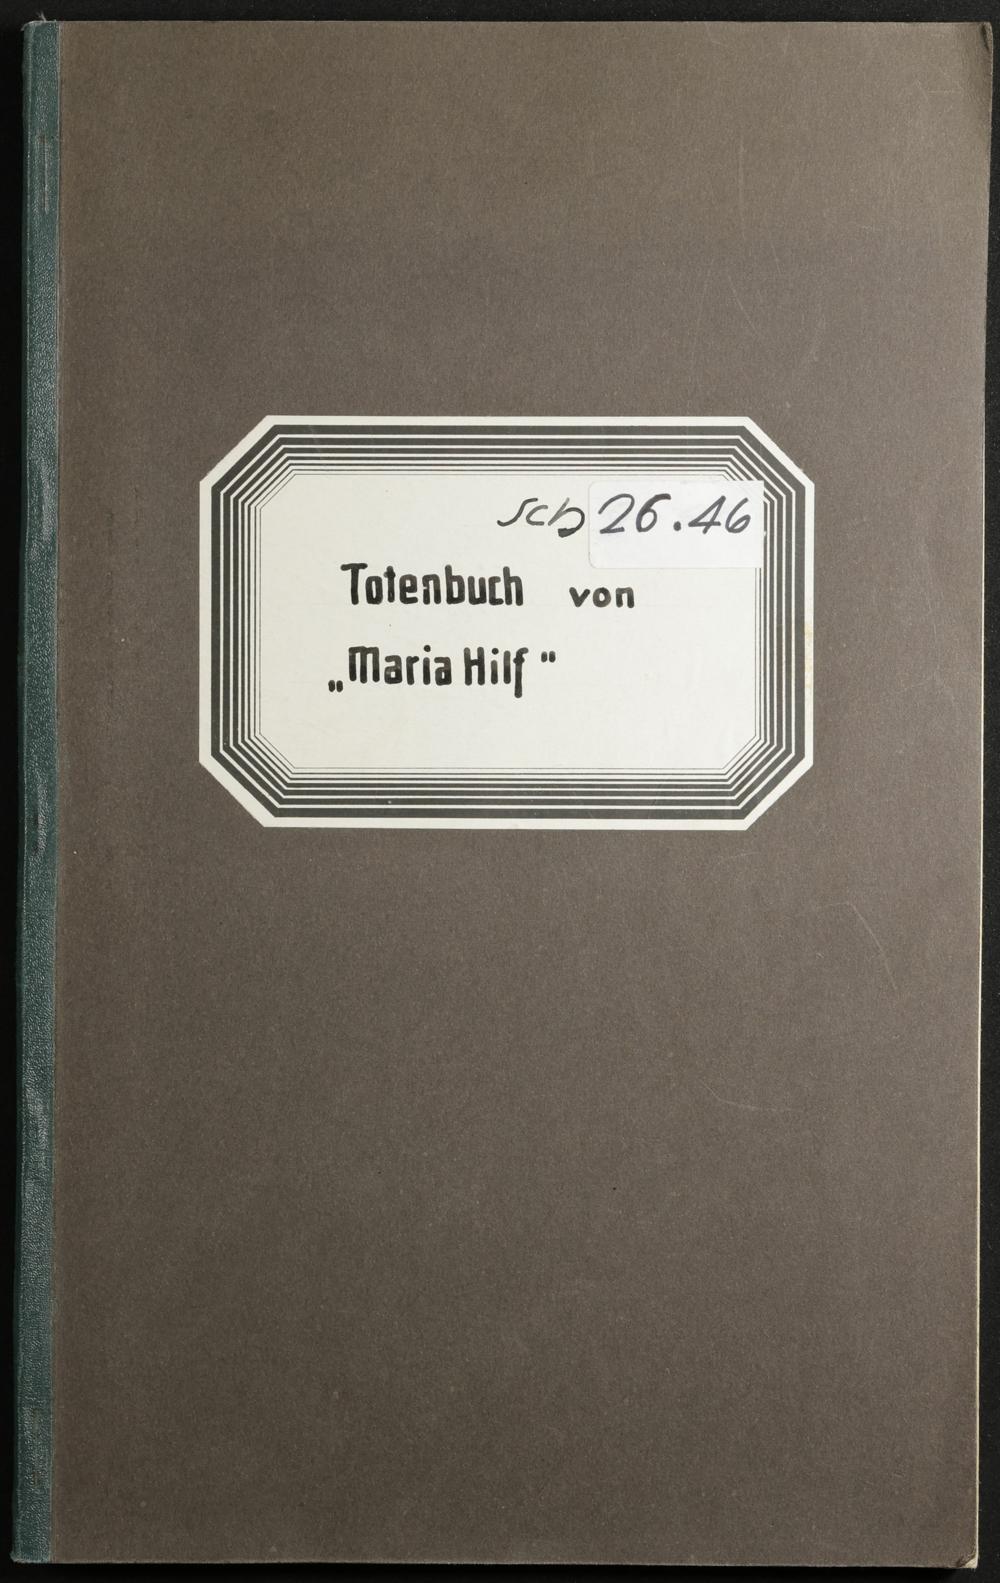 Sch 26.46
Totenbuch von
„Maria Hilf“